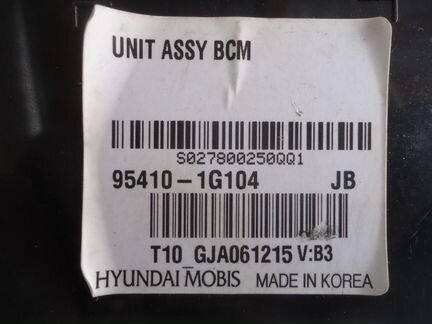 UNIT ASSY BCM
S027800250QQ1
95410-1G104 JB
T10 GJA061215 V:B3
HYUNDAI MOBIS MADE IN KOREA